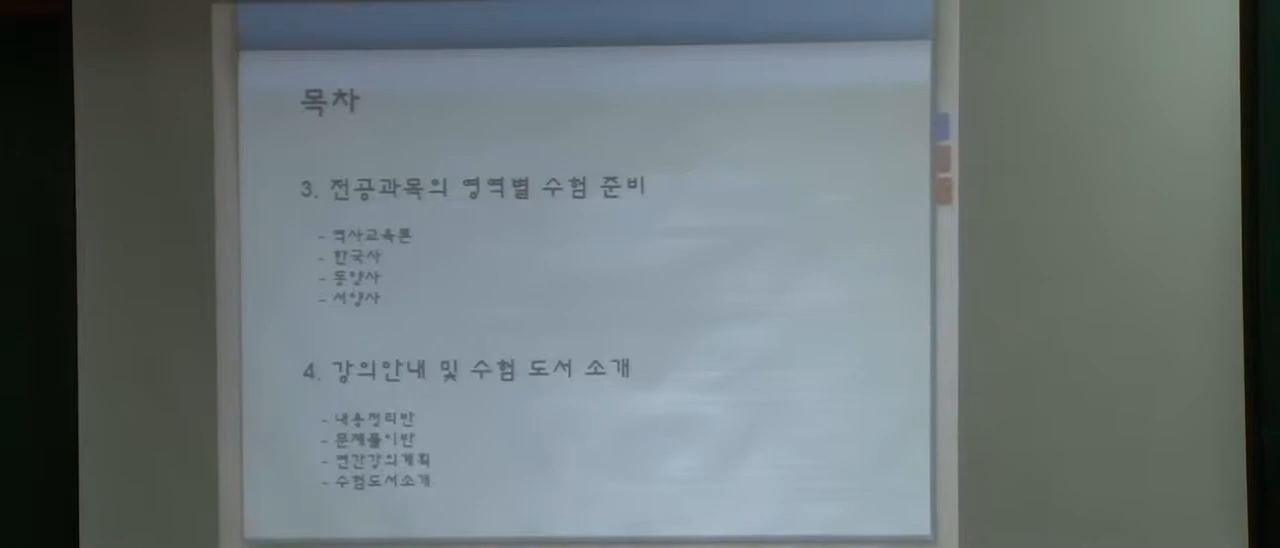 목차
3. 전공과목의 영역별 수험 준비
- 역사교육론
- 한국사
- 동양사
- 서양사
4. 강의안내 및 수험 도서 소개
- 내용정리반
- 문제풀이반
- 연간강의계획
- 수험도서소개